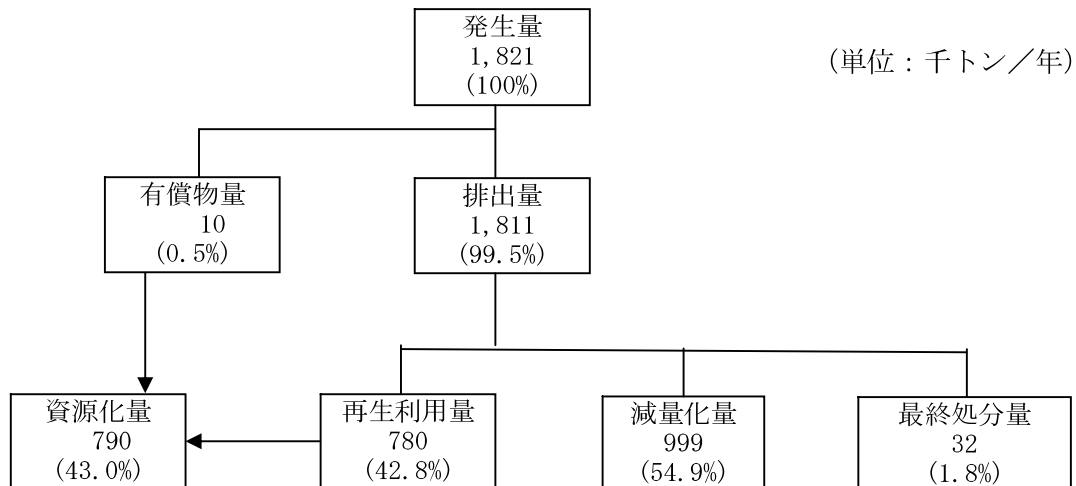 発生量
1,821
(100%)
(単位：千トン／年)
有償物量
10
(0.5%)
排出量
1,811
(99.5%)
資源化量
790
(43.0%)
再生利用量
780
(42.8%)
減量化量
999
(54.9%)
最終処分量
32
(1.8%)